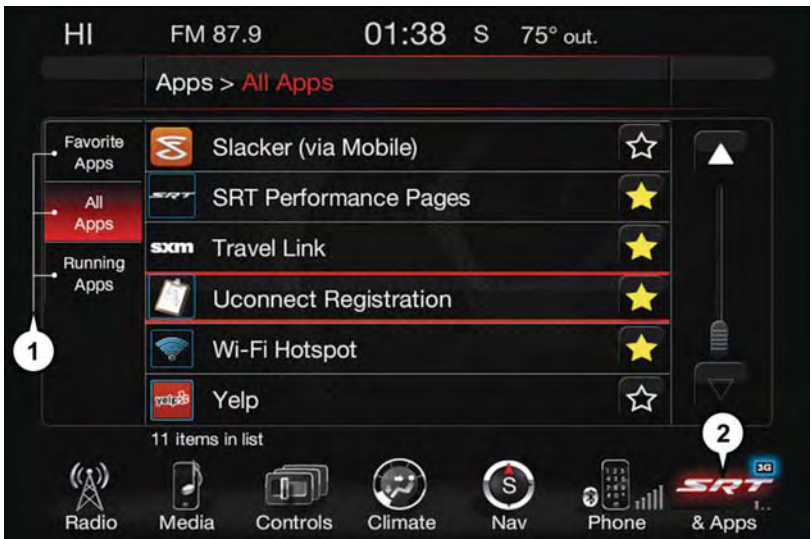 HI FM 87.9 01:38 S 75° out.
Apps > All Apps
Favorite
Apps
All
Apps
Running
Apps
Slacker (via Mobile)
SRT SRT Performance Pages
sxm Travel Link
Uconnect Registration
Wi-Fi Hotspot
yelp Yelp
11 items in list
1
2
S
3G
SRT
Radio Media Controls Climate Nav Phone & Apps